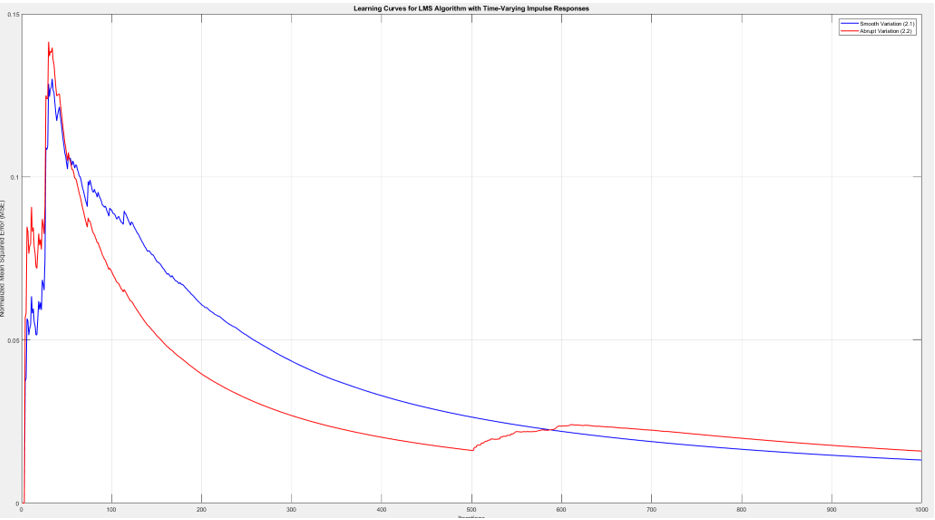 Learning Curves for LMS Algorithm with Time-Varying Impulse Responses
Smooth Variation (2.1)
Abrupt Variation (2.2)
Normalized Mean Squared Error (MSE)
0.15
0.1
0.05
0
0 100 200 300 400 500 600 700 800 900 1000
Iterations